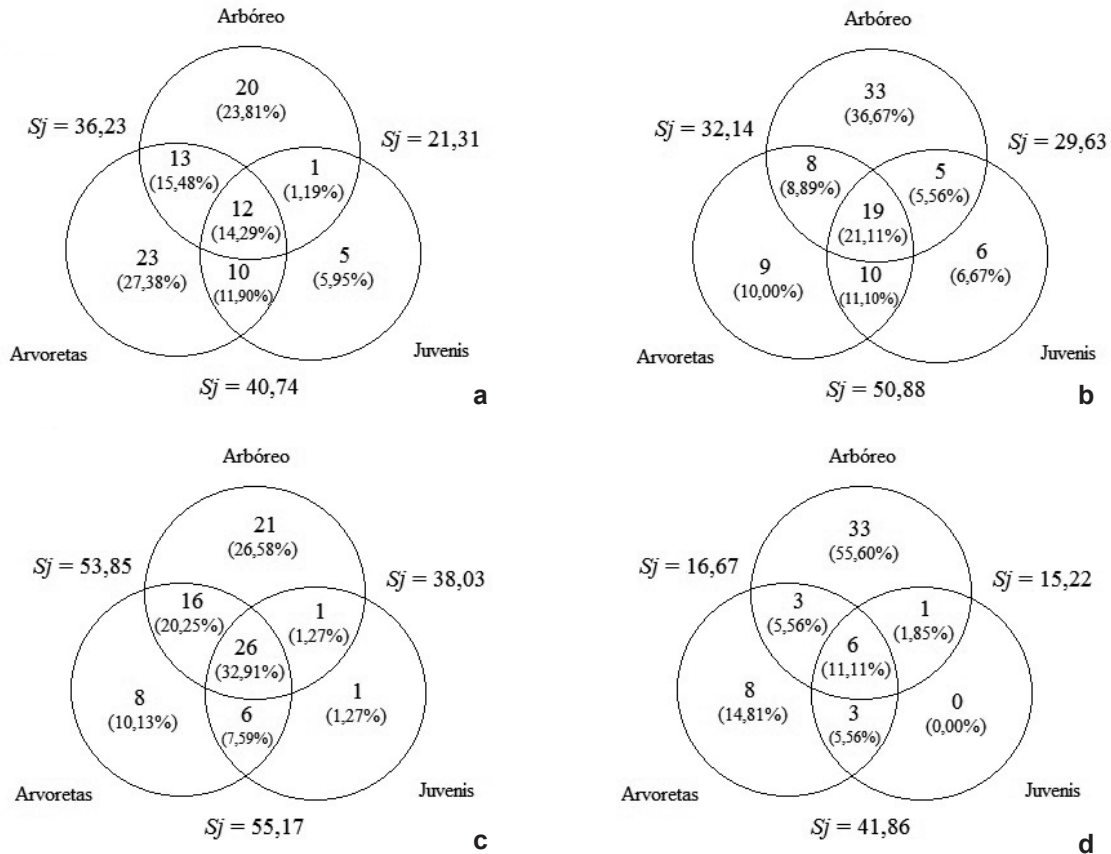 Arbóreo
20
(23,81%)
Sj = 36,23
Sj = 21,31
13
(15,48%)
1
(1,19%)
12
(14,29%)
23
(27,38%)
10
(11,90%)
5
(5,95%)
Arvoretas
Juvenis
Sj = 40,74
a
Arbóreo
33
(36,67%)
Sj = 32,14
Sj = 29,63
8
(8,89%)
5
(5,56%)
19
(21,11%)
9
(10,00%)
10
(11,10%)
6
(6,67%)
Arvoretas
Juvenis
Sj = 50,88
b
Arbóreo
21
(26,58%)
Sj = 53,85
Sj = 38,03
16
(20,25%)
1
(1,27%)
26
(32,91%)
8
(10,13%)
6
(7,59%)
1
(1,27%)
Arvoretas
Juvenis
Sj = 55,17
c
Arbóreo
33
(55,60%)
Sj = 16,67
Sj = 15,22
3
(5,56%)
1
(1,85%)
6
(11,11%)
8
(14,81%)
3
(5,56%)
0
(0,00%)
Arvoretas
Juvenis
Sj = 41,86
d